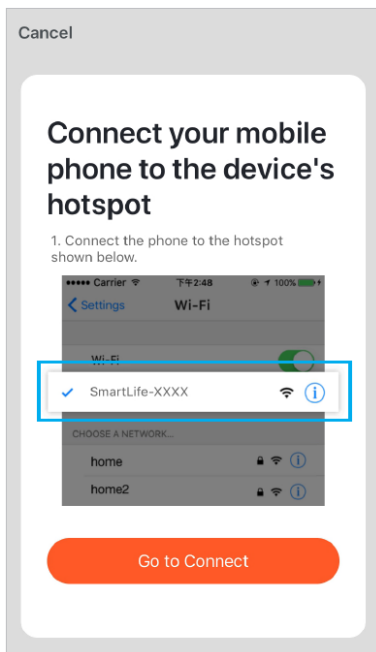 Cancel
Connect your mobile
phone to the device's
hotspot
1. Connect the phone to the hotspot
shown below.
Carrier 下午2:48 100%
Settings Wi-Fi
Wi-Fi
SmartLife-XXXX
CHOOSE A NETWORK...
home
home2
Go to Connect